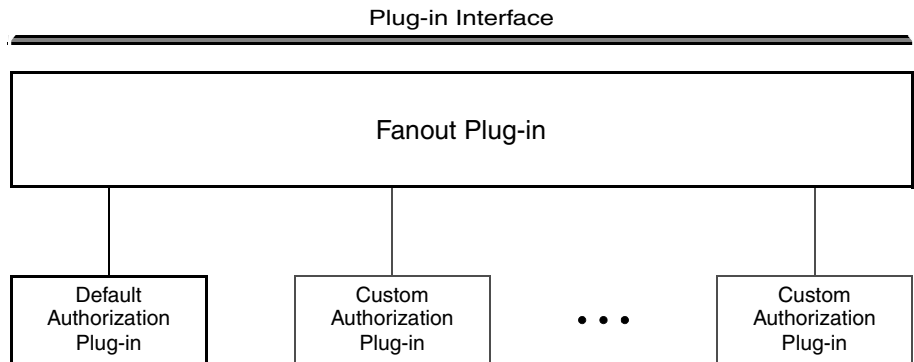 Plug-in Interface
Fanout Plug-in
Default
Authorization
Plug-in
Custom
Authorization
Plug-in
• • •
Custom
Authorization
Plug-in